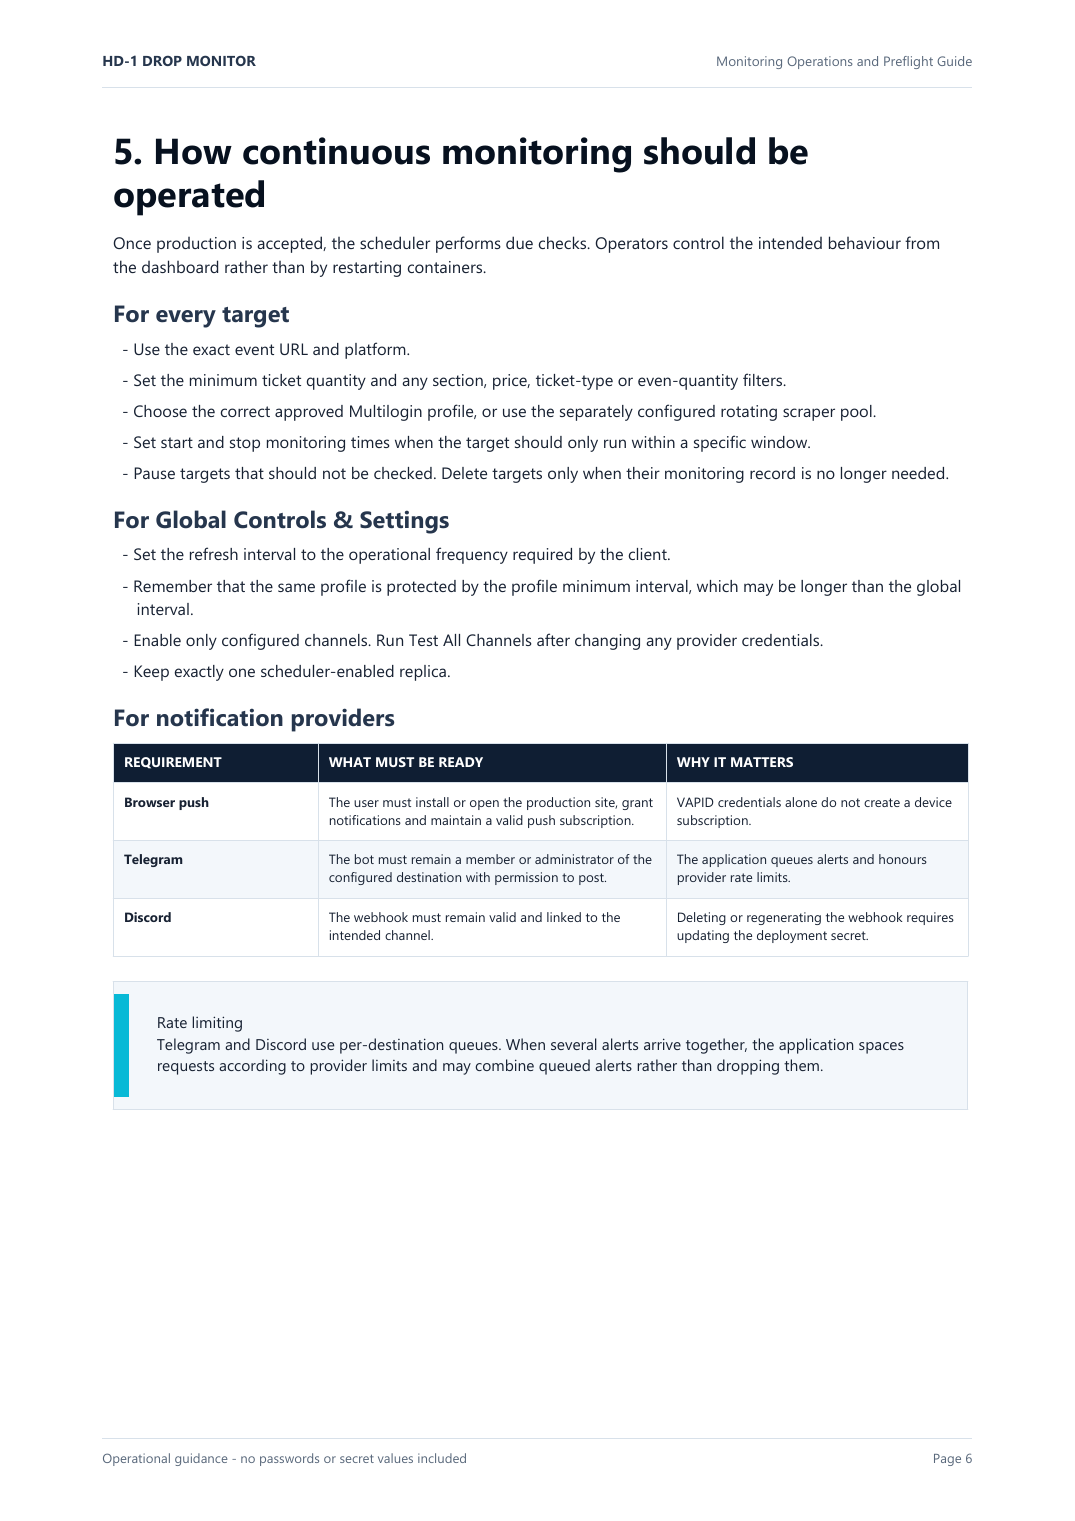 HD-1 DROP MONITOR
Monitoring Operations and Preflight Guide
5. How continuous monitoring should be
operated
Once production is accepted, the scheduler performs due checks. Operators control the intended behaviour from
the dashboard rather than by restarting containers.
For every target
- Use the exact event URL and platform.
- Set the minimum ticket quantity and any section, price, ticket-type or even-quantity filters.
- Choose the correct approved Multilogin profile, or use the separately configured rotating scraper pool.
- Set start and stop monitoring times when the target should only run within a specific window.
- Pause targets that should not be checked. Delete targets only when their monitoring record is no longer needed.
For Global Controls & Settings
- Set the refresh interval to the operational frequency required by the client.
- Remember that the same profile is protected by the profile minimum interval, which may be longer than the global
interval.
- Enable only configured channels. Run Test All Channels after changing any provider credentials.
- Keep exactly one scheduler-enabled replica.
For notification providers
REQUIREMENT
WHAT MUST BE READY
WHY IT MATTERS
Browser push
The user must install or open the production site, grant
notifications and maintain a valid push subscription.
VAPID credentials alone do not create a device
subscription.
Telegram
The bot must remain a member or administrator of the
configured destination with permission to post.
The application queues alerts and honours
provider rate limits.
Discord
The webhook must remain valid and linked to the
intended channel.
Deleting or regenerating the webhook requires
updating the deployment secret.
Rate limiting
Telegram and Discord use per-destination queues. When several alerts arrive together, the application spaces
requests according to provider limits and may combine queued alerts rather than dropping them.
Operational guidance - no passwords or secret values included
Page 6